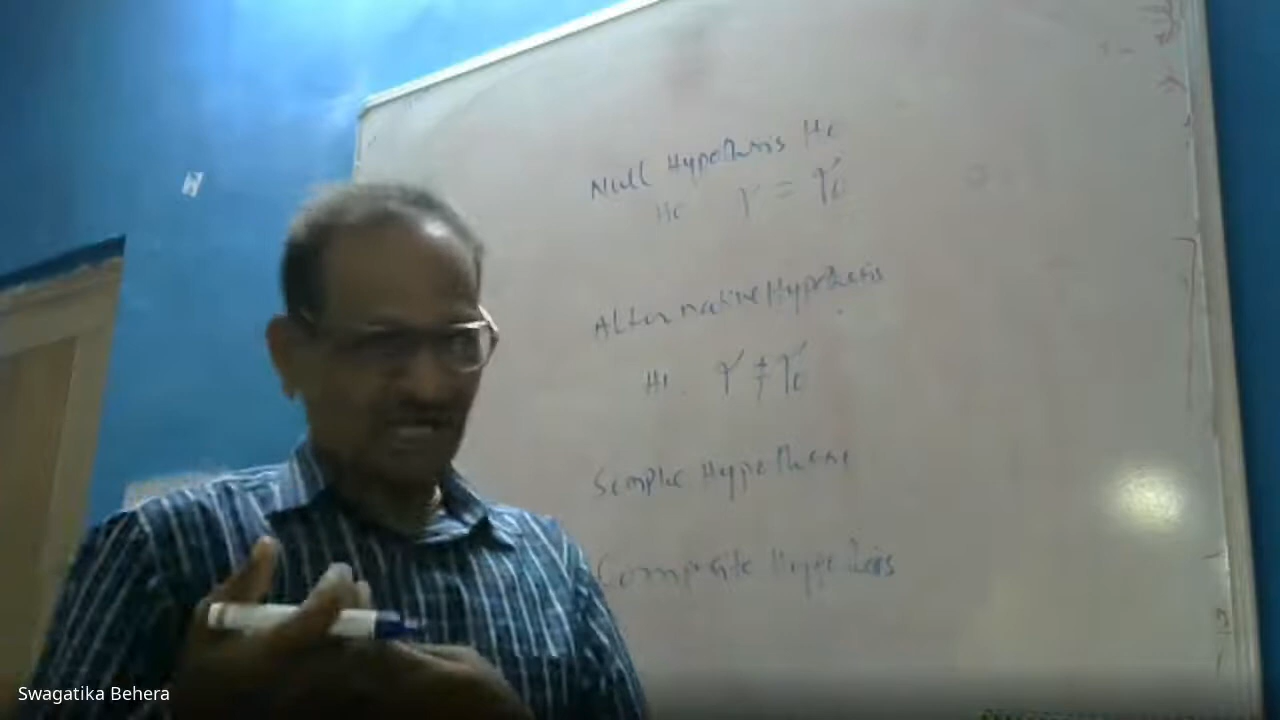 Null Hypothesis H0
H0 γ = γ0
Alternative Hypothesis
H1 γ ≠ γ0
Simple Hypothesis
Composite Hypothesis
Swagatika Behera